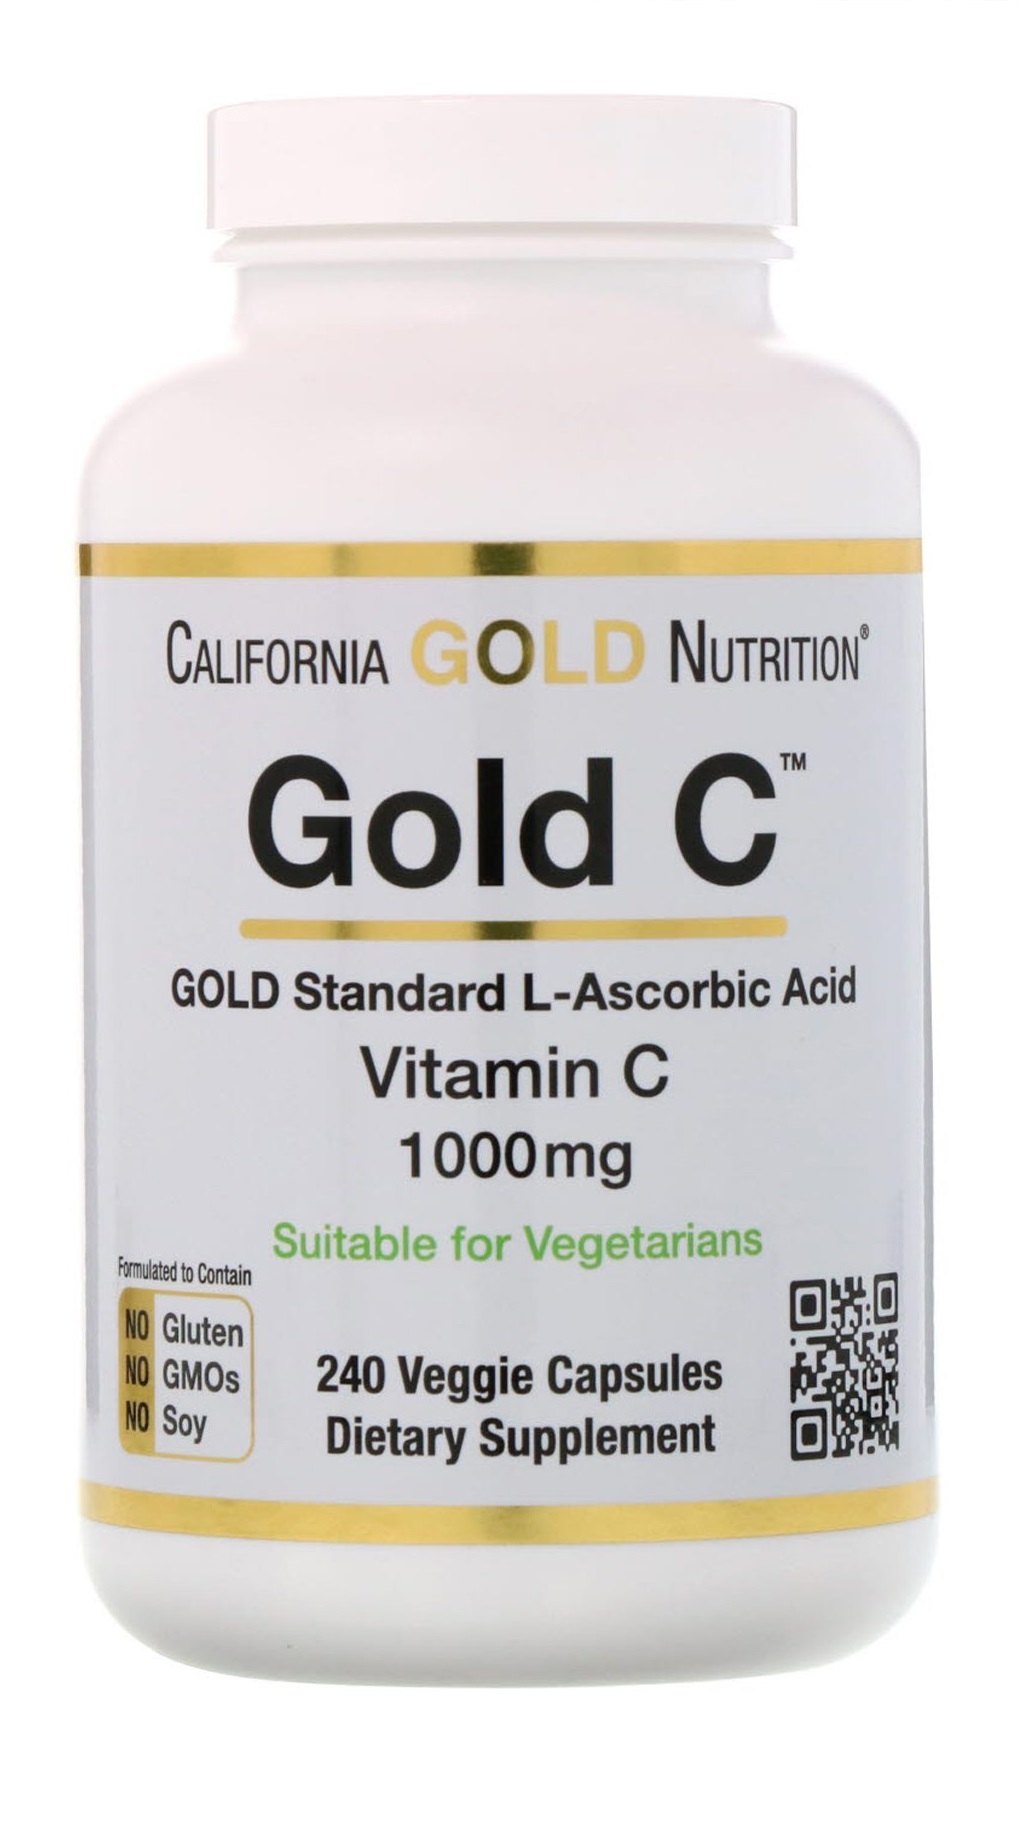 CALIFORNIA GOLD NUTRITION®
Gold C™
GOLD Standard L-Ascorbic Acid
Vitamin C
1000mg
Suitable for Vegetarians
Formulated to Contain
NO Gluten
NO GMOs
NO Soy
240 Veggie Capsules
Dietary Supplement